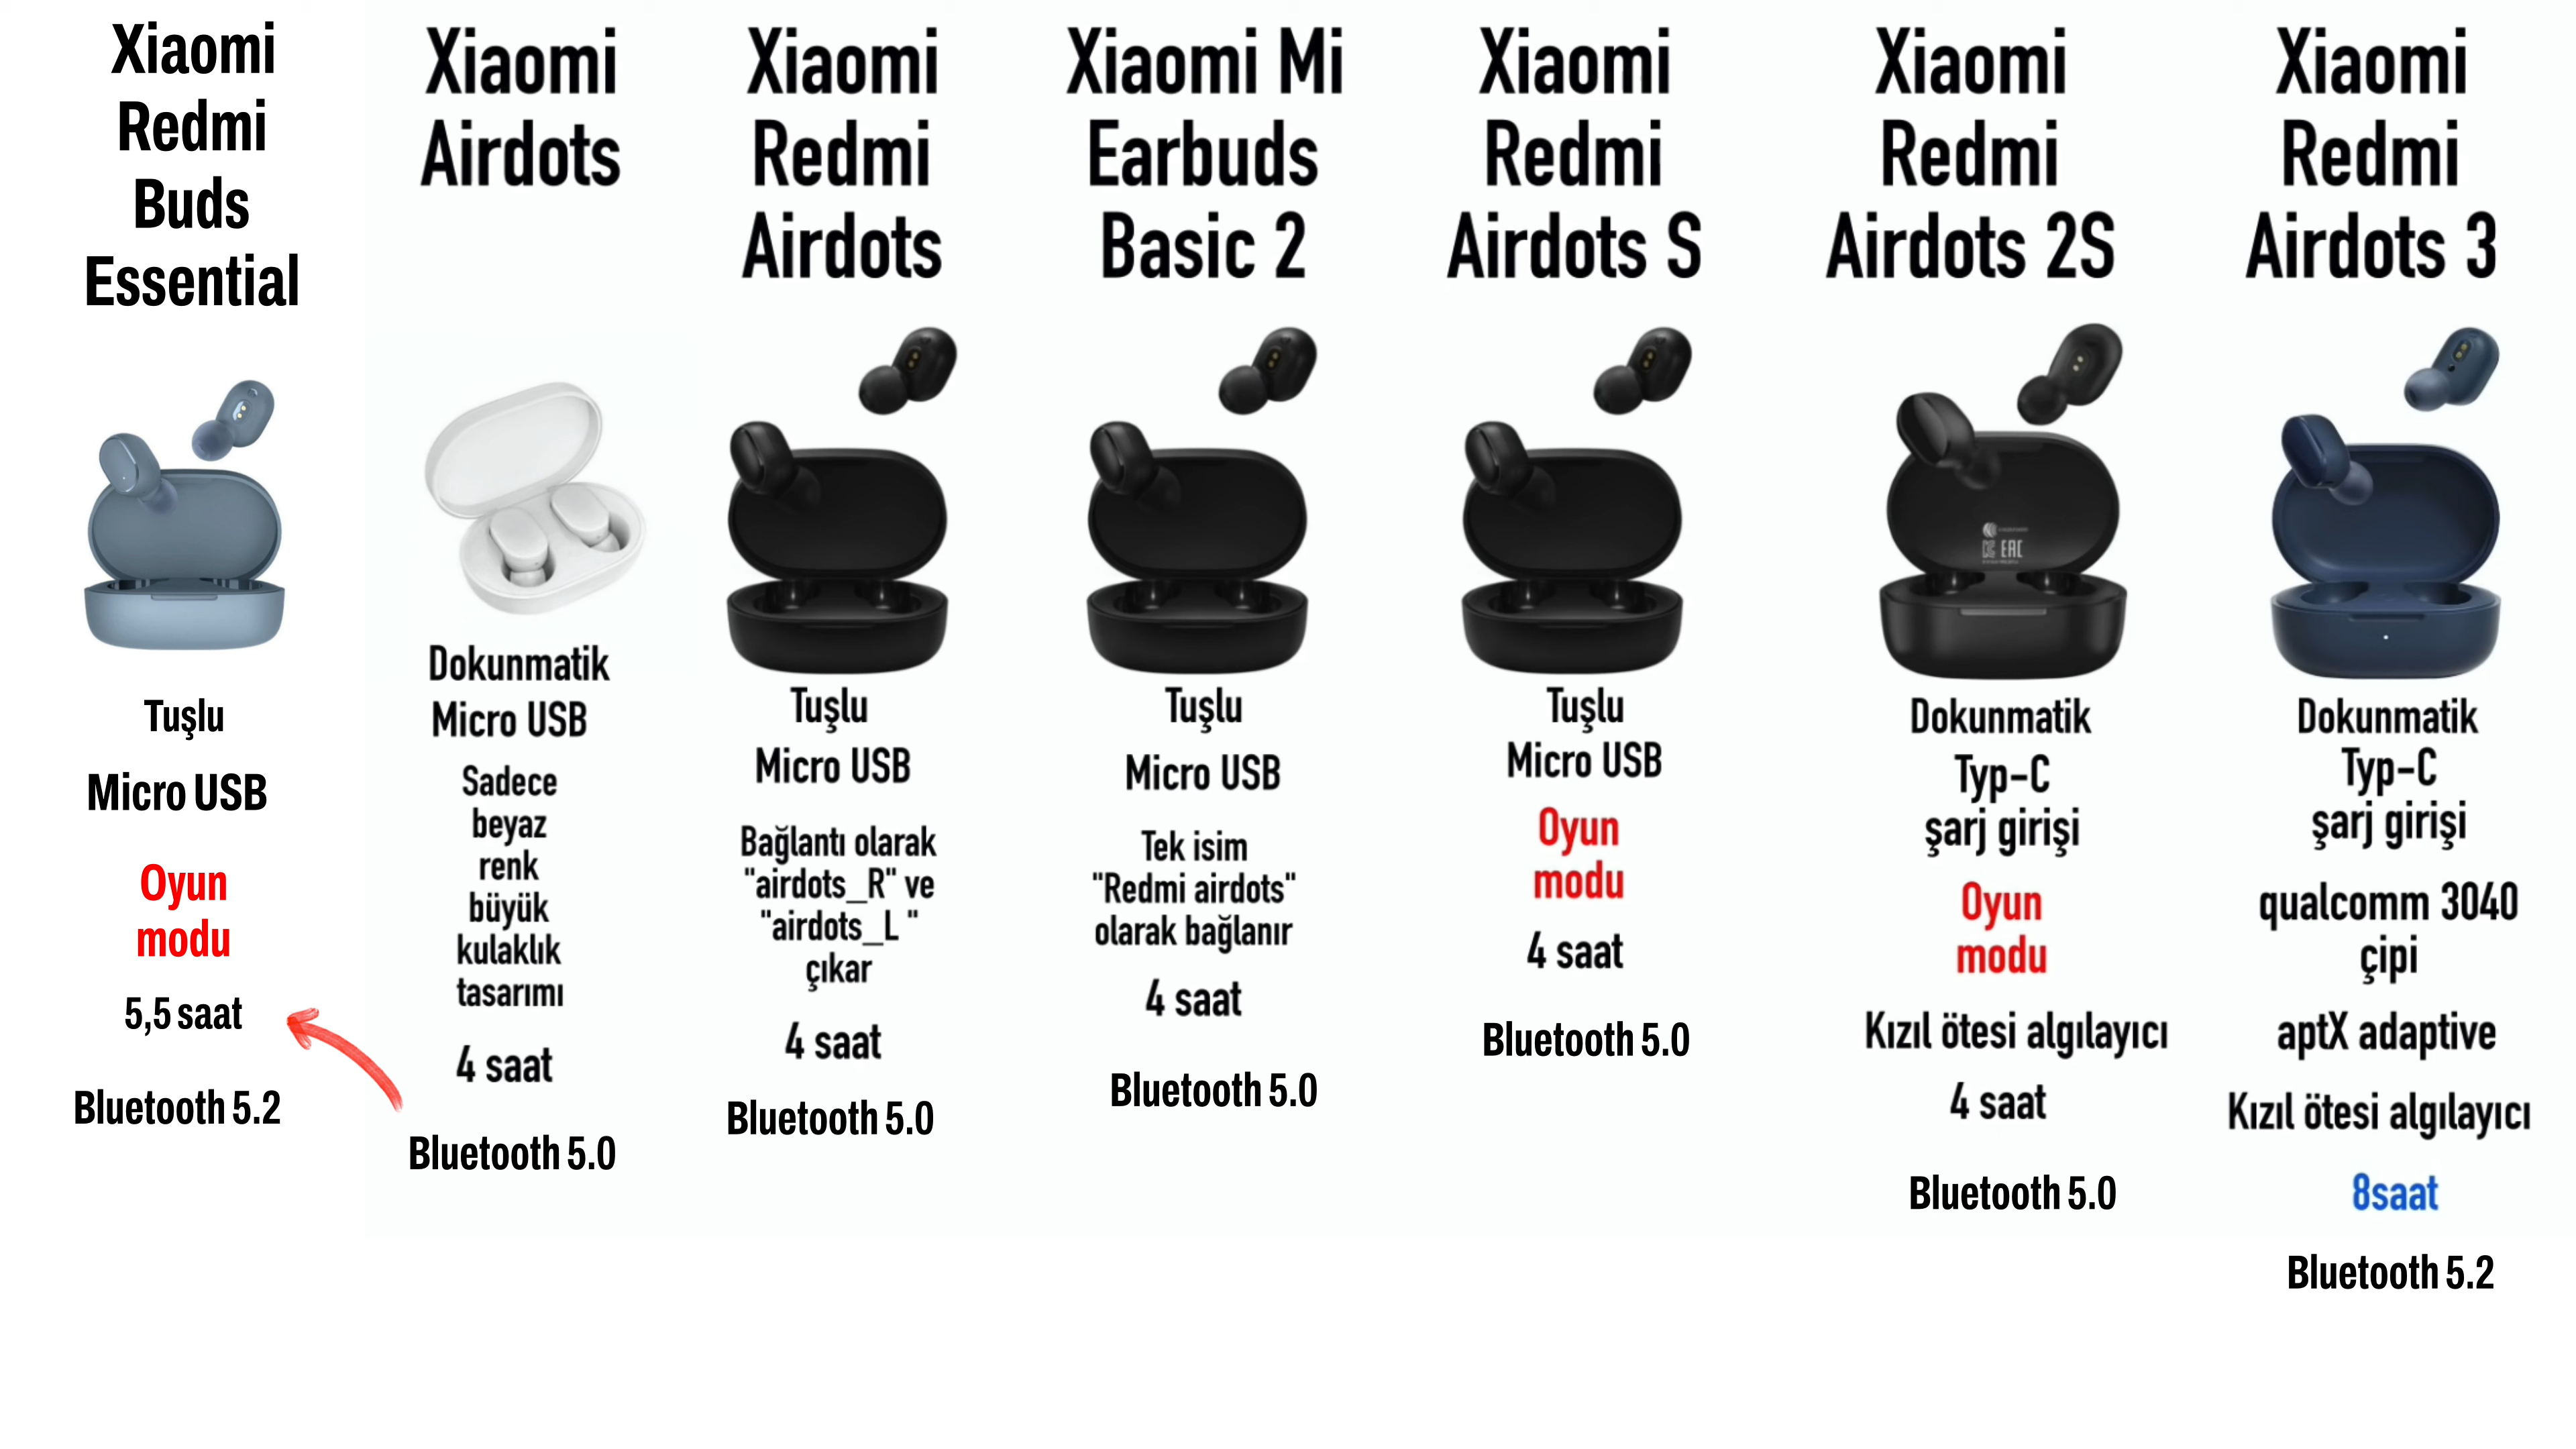 Xiaomi
Redmi
Buds
Essential
Tuşlu
Micro USB
Oyun
modu
5,5 saat
Bluetooth 5.2
Xiaomi
Airdots
Dokunmatik
Micro USB
Sadece
beyaz
renk
büyük
kulaklık
tasarımı
4 saat
Bluetooth 5.0
Xiaomi
Redmi
Airdots
Tuşlu
Micro USB
Bağlantı olarak
"airdots_R" ve
"airdots_L "
çıkar
4 saat
Bluetooth 5.0
Xiaomi Mi
Earbuds
Basic 2
Tuşlu
Micro USB
Tek isim
"Redmi airdots"
olarak bağlanır
4 saat
Bluetooth 5.0
Xiaomi
Redmi
Airdots S
Tuşlu
Micro USB
Oyun
modu
4 saat
Bluetooth 5.0
Xiaomi
Redmi
Airdots 2S
EAC
Dokunmatik
Typ-C
şarj girişi
Oyun
modu
Kızıl ötesi algılayıcı
4 saat
Bluetooth 5.0
Xiaomi
Redmi
Airdots 3
Dokunmatik
Typ-C
şarj girişi
qualcomm 3040
çipi
aptX adaptive
Kızıl ötesi algılayıcı
8saat
Bluetooth 5.2